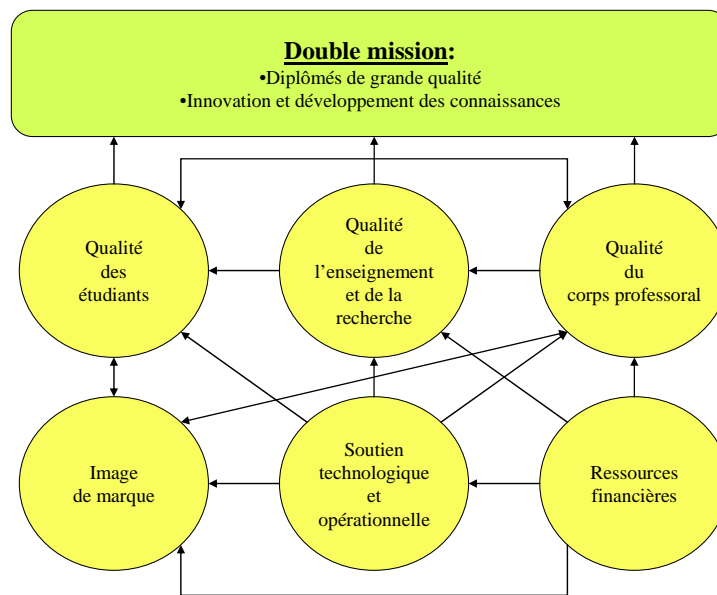 Double mission:
•Diplômés de grande qualité
•Innovation et développement des connaissances
Qualité
des
étudiants
Qualité
de
l’enseignement
et de la
recherche
Qualité
du
corps professoral
Image
de marque
Soutien
technologique
et
opérationnelle
Ressources
financières